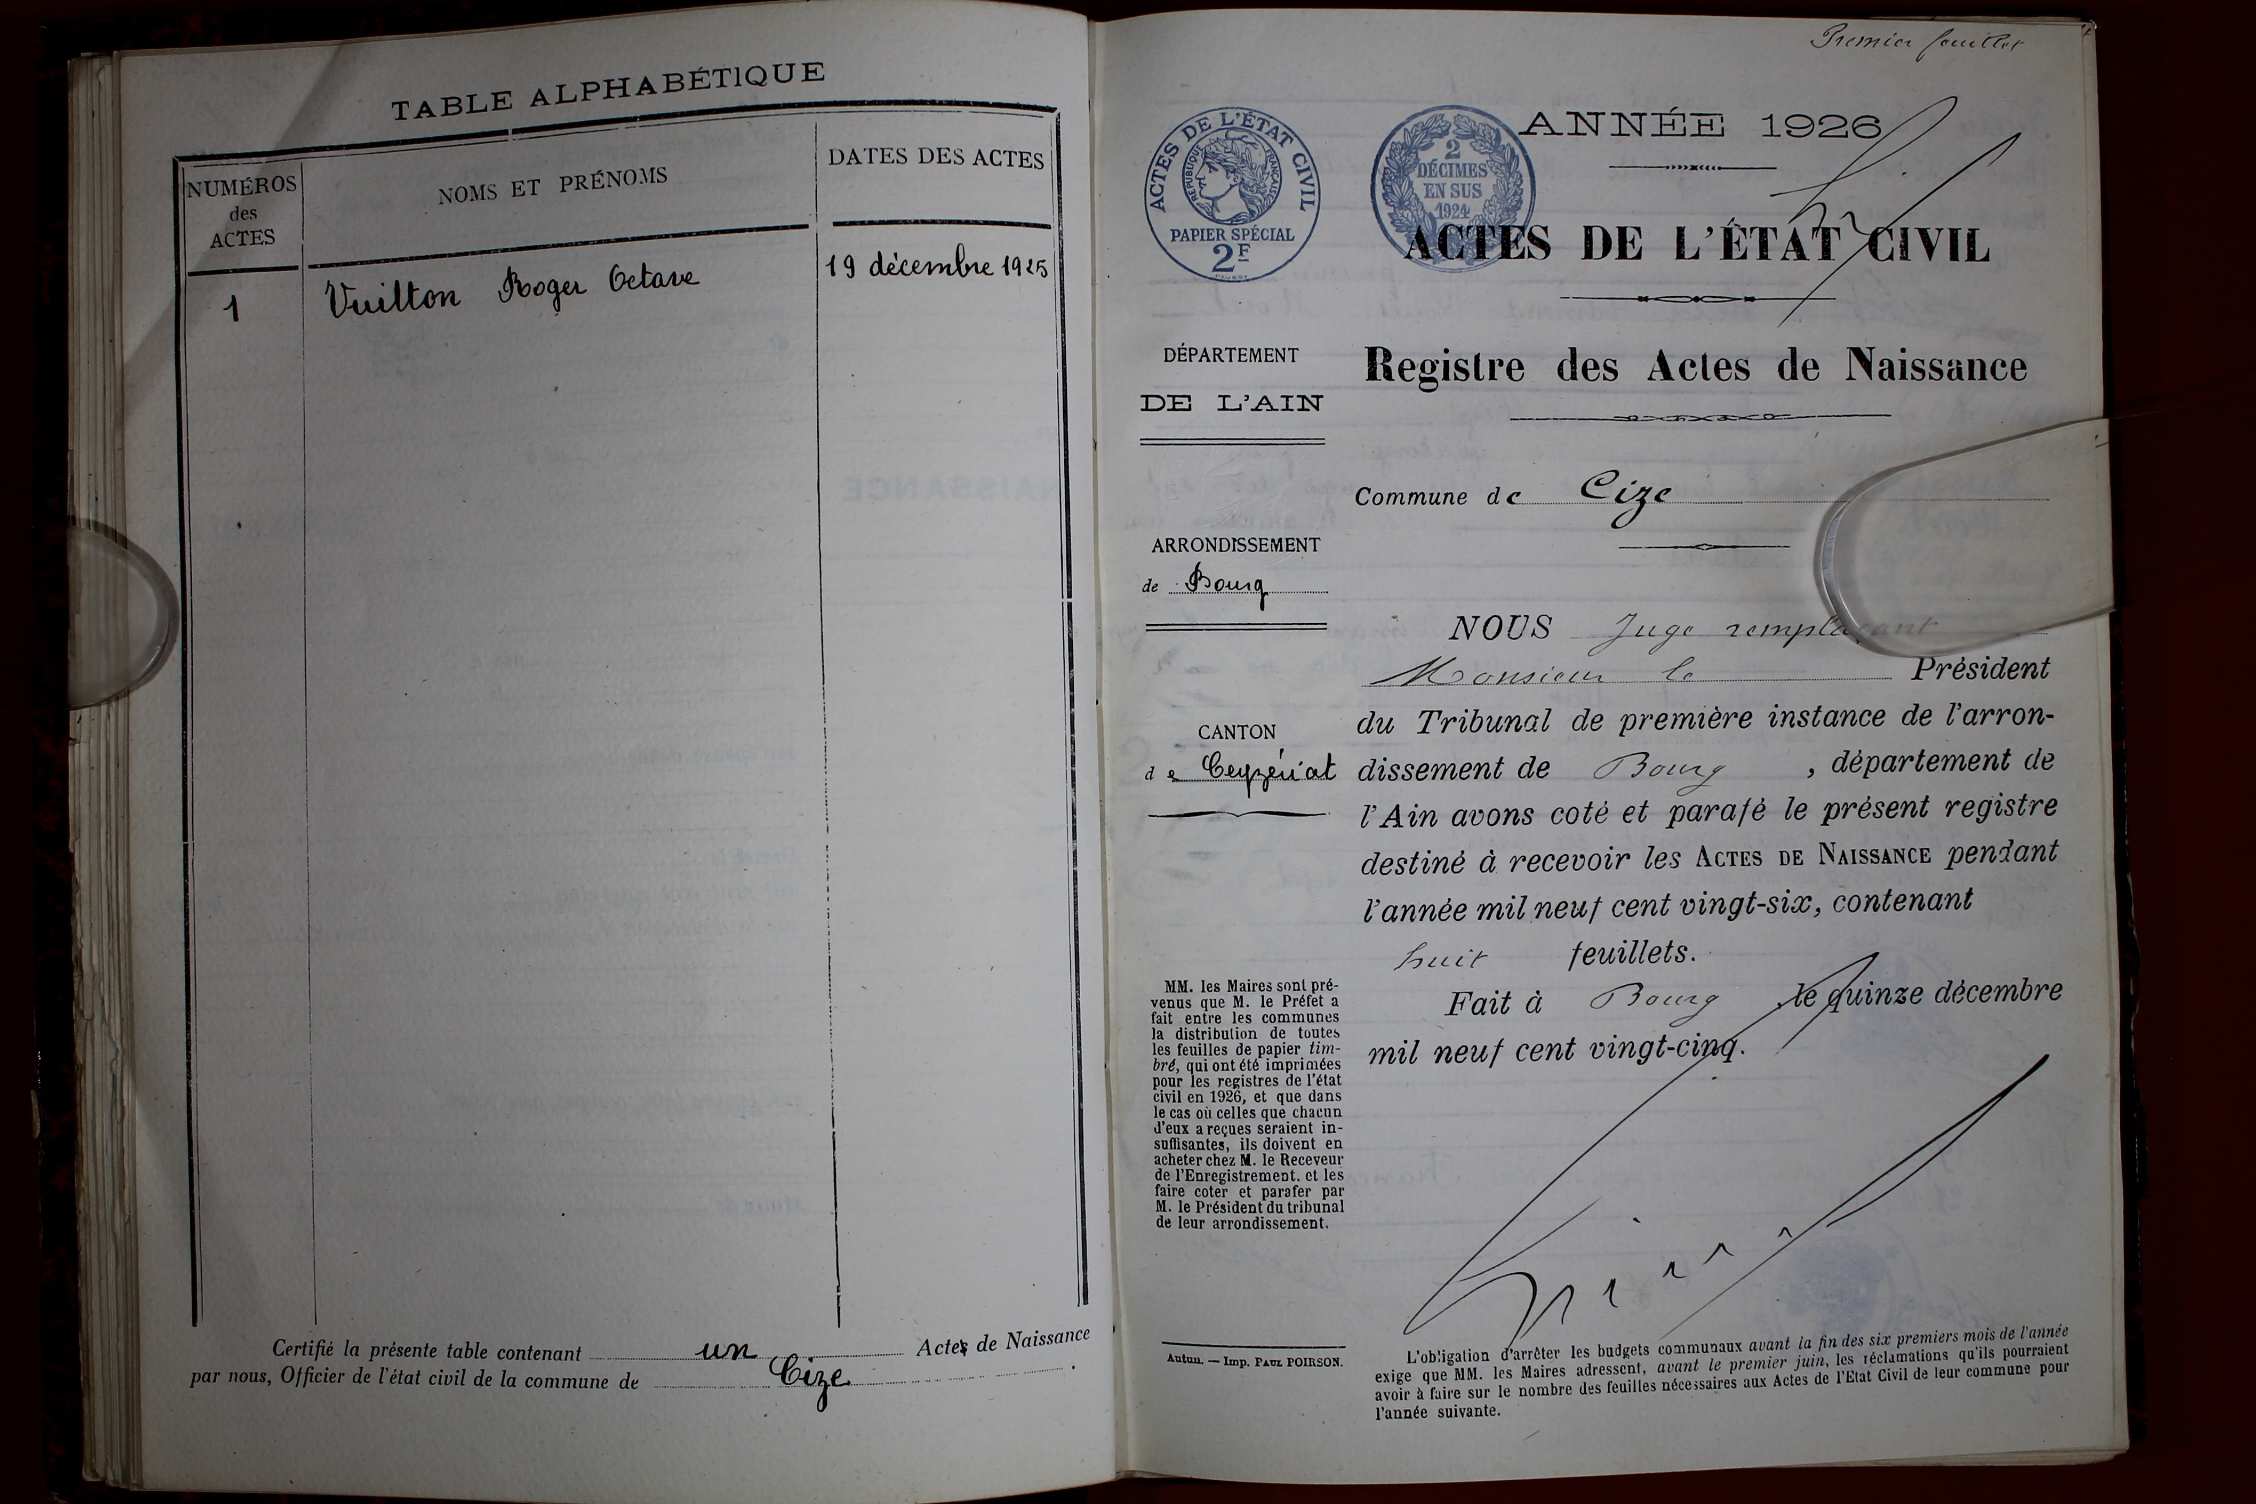 TABLE ALPHABÉTIQUE
NUMÉROS
des
ACTES
NOMS ET PRÉNOMS
DATES DES ACTES
1
Vuitton Roger Octave
19 décembre 1925
Certifié la présente table contenant un Actes de Naissance
par nous, Officier de l'état civil de la commune de Cize
Premier feuillet
ANNÉE 1926
ACTES DE L'ÉTAT CIVIL
RÉPUBLIQUE FRANÇAISE
PAPIER SPÉCIAL
2F
2
DÉCIMES
EN SUS
1924
ACTES DE L'ÉTAT CIVIL
Registre des Actes de Naissance
DÉPARTEMENT
DE L'AIN
Commune de Cize
ARRONDISSEMENT
de Bourg
CANTON
de Ceyzériat
NOUS Juge remplaçant
Monsieur le Président
du Tribunal de première instance de l'arron-
dissement de Bourg, département de
l'Ain avons coté et parafé le présent registre
destiné à recevoir les ACTES DE NAISSANCE pendant
l'année mil neuf cent vingt-six, contenant
huit feuillets.
Fait à Bourg, le quinze décembre
mil neuf cent vingt-cinq.
MM. les Maires sont pré-
venus que M. le Préfet a
fait entre les communes
la distribution de toutes
les feuilles de papier tim-
bré, qui ont été imprimées
pour les registres de l'état
civil en 1926, et que dans
le cas où celles que chacun
d'eux a reçues seraient in-
suffisantes, ils doivent en
acheter chez M. le Receveur
de l'Enregistrement, et les
faire coter et parafer par
M. le Président du tribunal
de leur arrondissement.
Autun. — Imp. PAUL POIRSON.
L'obligation d'arrêter les budgets communaux avant la fin des six premiers mois de l'année
exige que MM. les Maires adressent, avant le premier juin, les réclamations qu'ils pourraient
avoir à faire sur le nombre des feuilles nécessaires aux Actes de l'Etat Civil de leur commune pour
l'année suivante.